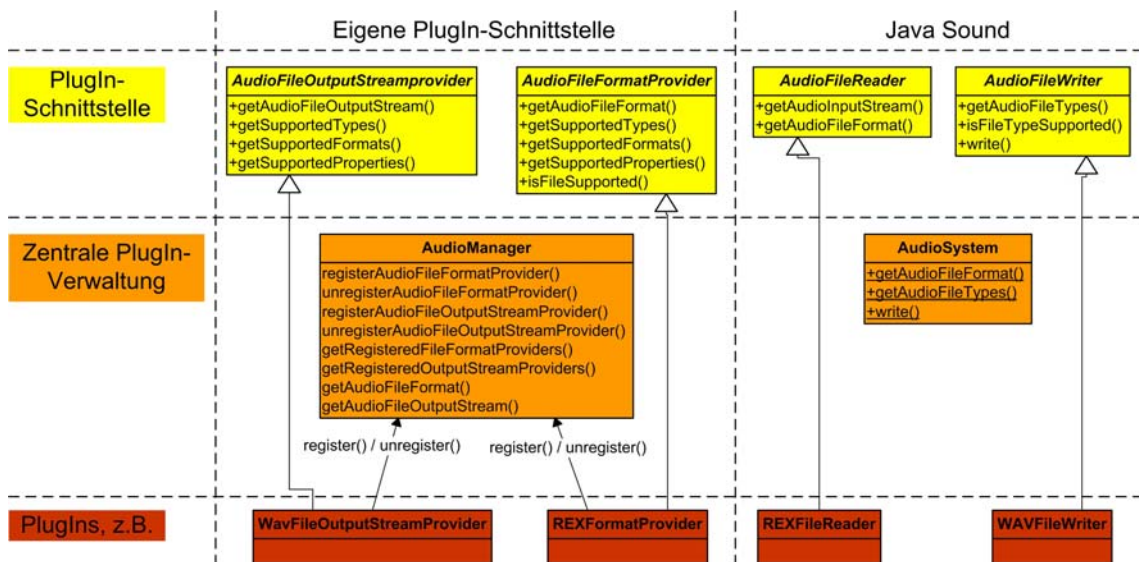 Eigene PlugIn-Schnittstelle
Java Sound
PlugIn-
Schnittstelle
AudioFileOutputStreamprovider
+getAudioFileOutputStream()
+getSupportedTypes()
+getSupportedFormats()
+getSupportedProperties()
AudioFileFormatProvider
+getAudioFileFormat()
+getSupportedTypes()
+getSupportedFormats()
+getSupportedProperties()
+isFileSupported()
AudioFileReader
+getAudioInputStream()
+getAudioFileFormat()
AudioFileWriter
+getAudioFileTypes()
+isFileTypeSupported()
+write()
Zentrale PlugIn-
Verwaltung
AudioManager
registerAudioFileFormatProvider()
unregisterAudioFileFormatProvider()
registerAudioFileOutputStreamProvider()
unregisterAudioFileOutputStreamProvider()
getRegisteredFileFormatProviders()
getRegisteredOutputStreamProviders()
getAudioFileFormat()
getAudioFileOutputStream()
AudioSystem
+getAudioFileFormat()
+getAudioFileTypes()
+write()
register() / unregister()
register() / unregister()
PlugIns, z.B.
WavFileOutputStreamProvider
REXFormatProvider
REXFileReader
WAVFileWriter